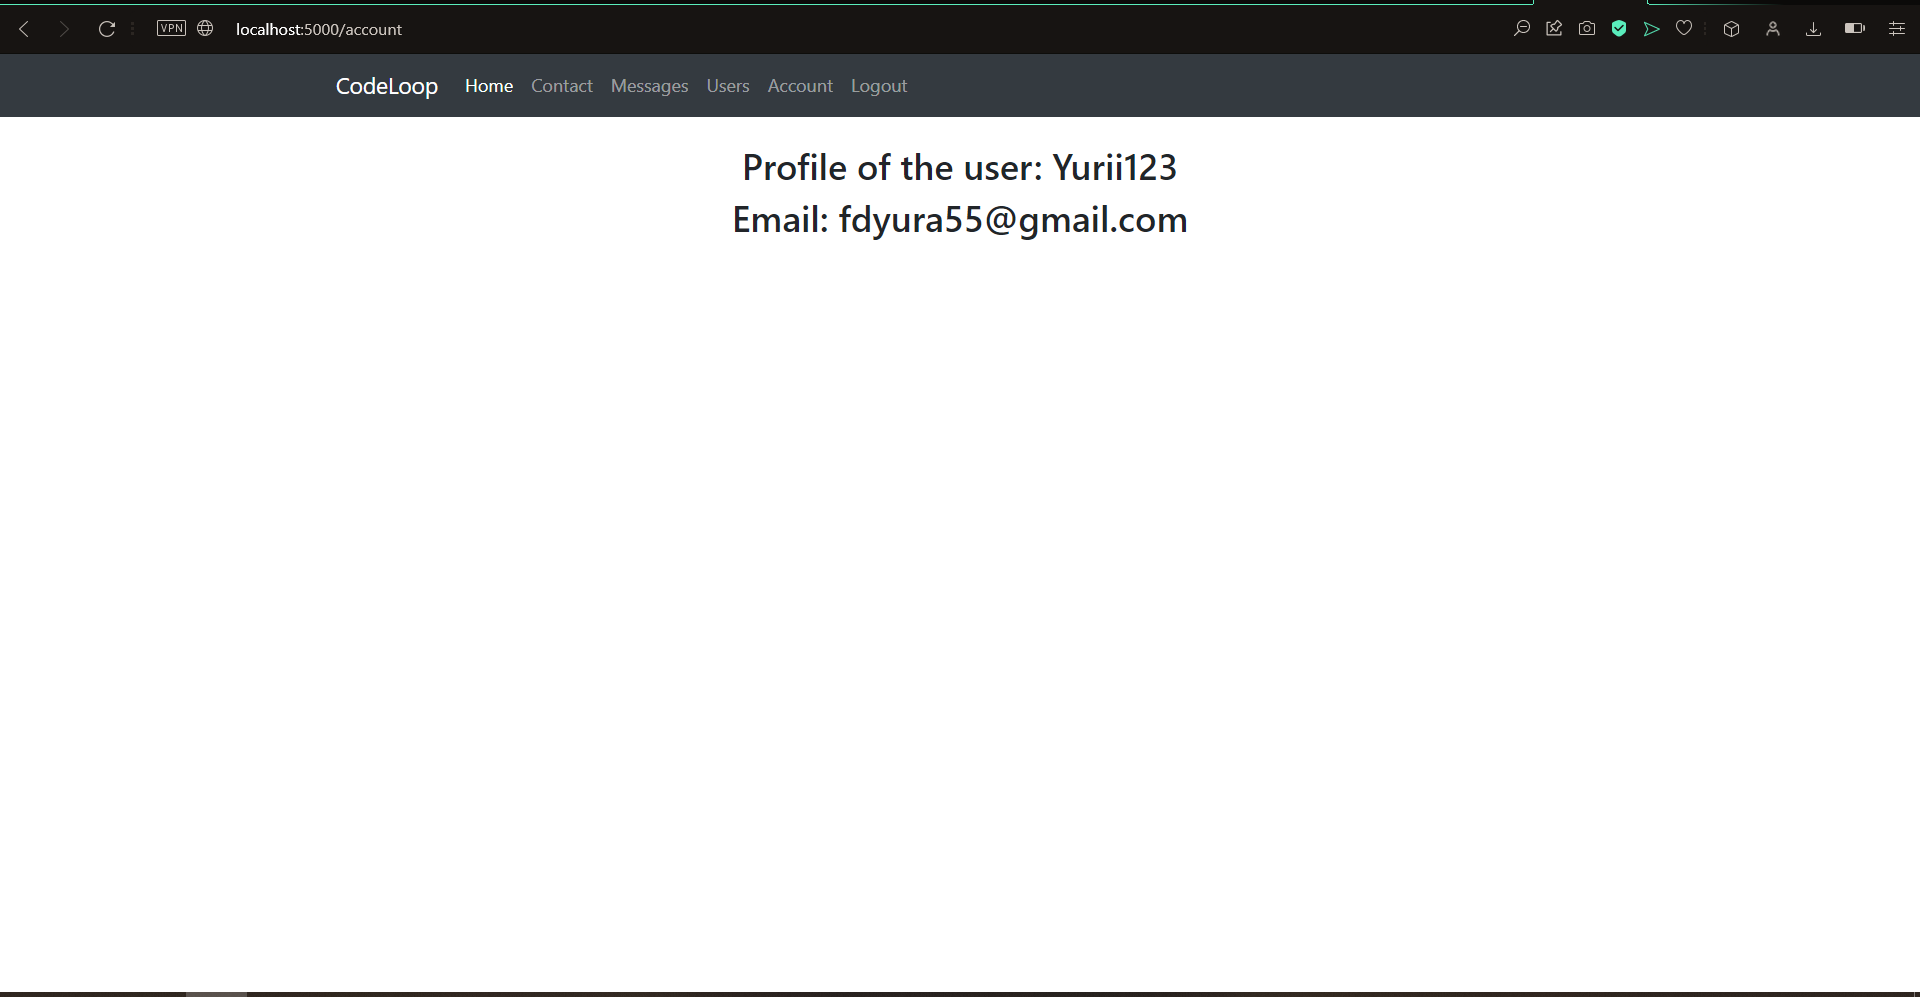 VPN localhost:5000/account
CodeLoop Home Contact Messages Users Account Logout
Profile of the user: Yurii123
Email: fdyura55@gmail.com